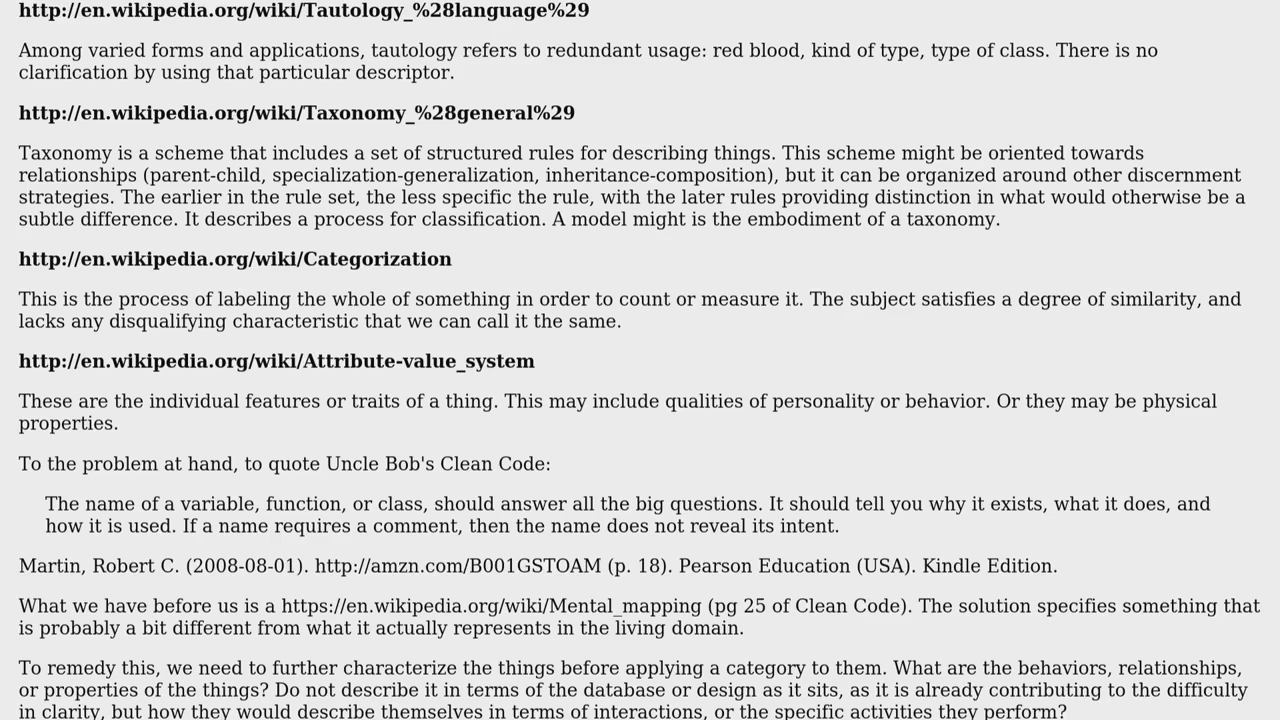 http://en.wikipedia.org/wiki/Tautology_%28language%29
Among varied forms and applications, tautology refers to redundant usage: red blood, kind of type, type of class. There is no
clarification by using that particular descriptor.
http://en.wikipedia.org/wiki/Taxonomy_%28general%29
Taxonomy is a scheme that includes a set of structured rules for describing things. This scheme might be oriented towards
relationships (parent-child, specialization-generalization, inheritance-composition), but it can be organized around other discernment
strategies. The earlier in the rule set, the less specific the rule, with the later rules providing distinction in what would otherwise be a
subtle difference. It describes a process for classification. A model might is the embodiment of a taxonomy.
http://en.wikipedia.org/wiki/Categorization
This is the process of labeling the whole of something in order to count or measure it. The subject satisfies a degree of similarity, and
lacks any disqualifying characteristic that we can call it the same.
http://en.wikipedia.org/wiki/Attribute-value_system
These are the individual features or traits of a thing. This may include qualities of personality or behavior. Or they may be physical
properties.
To the problem at hand, to quote Uncle Bob's Clean Code:
The name of a variable, function, or class, should answer all the big questions. It should tell you why it exists, what it does, and
how it is used. If a name requires a comment, then the name does not reveal its intent.
Martin, Robert C. (2008-08-01). http://amzn.com/B001GSTOAM (p. 18). Pearson Education (USA). Kindle Edition.
What we have before us is a https://en.wikipedia.org/wiki/Mental_mapping (pg 25 of Clean Code). The solution specifies something that
is probably a bit different from what it actually represents in the living domain.
To remedy this, we need to further characterize the things before applying a category to them. What are the behaviors, relationships,
or properties of the things? Do not describe it in terms of the database or design as it sits, as it is already contributing to the difficulty
in clarity, but how they would describe themselves in terms of interactions, or the specific activities they perform?